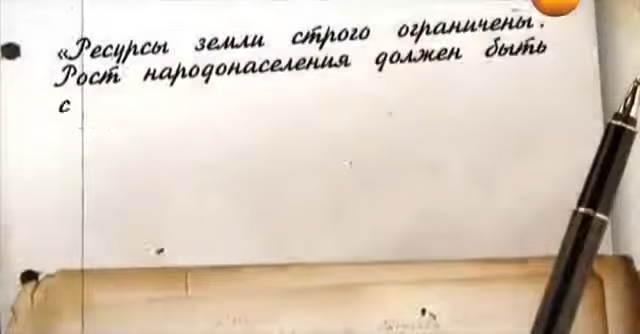 «Ресурсы земли строго ограничены.
Рост народонаселения должен быть
с